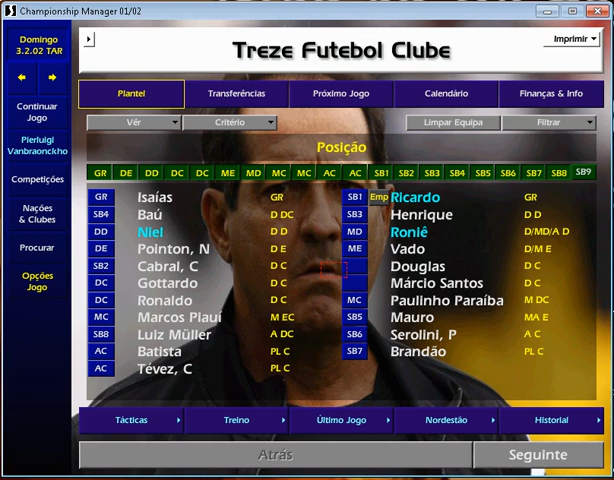 Championship Manager 01/02
Domingo
3.2.02 TAR
Continuar
Jogo
Pierluigi
Vanbraonckho
Competições
Nações
& Clubes
Procurar
Opções
Jogo
Treze Futebol Clube
Imprimir
Plantel Transferências Próximo Jogo Calendário Finanças & Info
Vêr Critério Limpar Equipa Filtrar
Posição
GR DE DD DC DC ME MD MC MC AC AC SB1 SB2 SB3 SB4 SB5 SB6 SB7 SB8 SB9
GR Isaías GR SB1 Emp Ricardo GR
SB4 Baú D DC SB3 Henrique D D
DD Niel D D MD Roniê D/MD/A D
DE Pointon, N D E ME Vado D/M E
SB2 Cabral, C D C Douglas D C
DC Gottardo D C Márcio Santos D C
DC Ronaldo D C MC Paulinho Paraíba M DC
MC Marcos Piauí M EC SB5 Mauro MA E
SB8 Luiz Müller A DC SB6 Serolini, P A C
AC Batista PL C SB7 Brandão PL C
AC Tévez, C PL C
Tácticas Treino Último Jogo Nordestão Historial
Atrás Seguinte